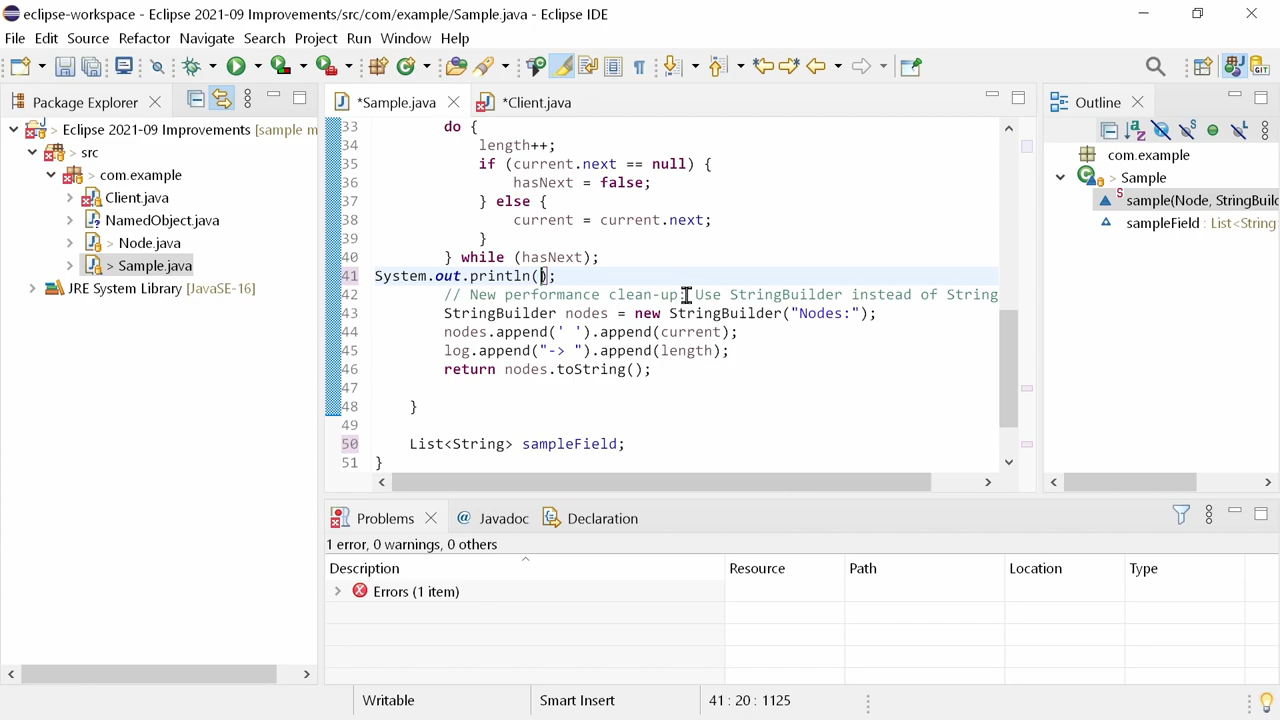 eclipse-workspace - Eclipse 2021-09 Improvements/src/com/example/Sample.java - Eclipse IDE
File Edit Source Refactor Navigate Search Project Run Window Help
Package Explorer
> Eclipse 2021-09 Improvements [sample m
> src
> com.example
Client.java
NamedObject.java
> Node.java
> Sample.java
JRE System Library [JavaSE-16]
*Sample.java
*Client.java
33 do {
34 length++;
35 if (current.next == null) {
36 hasNext = false;
37 } else {
38 current = current.next;
39 }
40 } while (hasNext);
41 System.out.println();
42 // New performance clean-up: Use StringBuilder instead of String
43 StringBuilder nodes = new StringBuilder("Nodes:");
44 nodes.append(' ').append(current);
45 log.append("-> ").append(length);
46 return nodes.toString();
47
48 }
49
50 List<String> sampleField;
51 }
Outline
com.example
> Sample
sample(Node, StringBuild
sampleField : List<String
Problems
@ Javadoc
Declaration
1 error, 0 warnings, 0 others
Description Resource Path Location Type
Errors (1 item)
Writable Smart Insert 41 : 20 : 1125